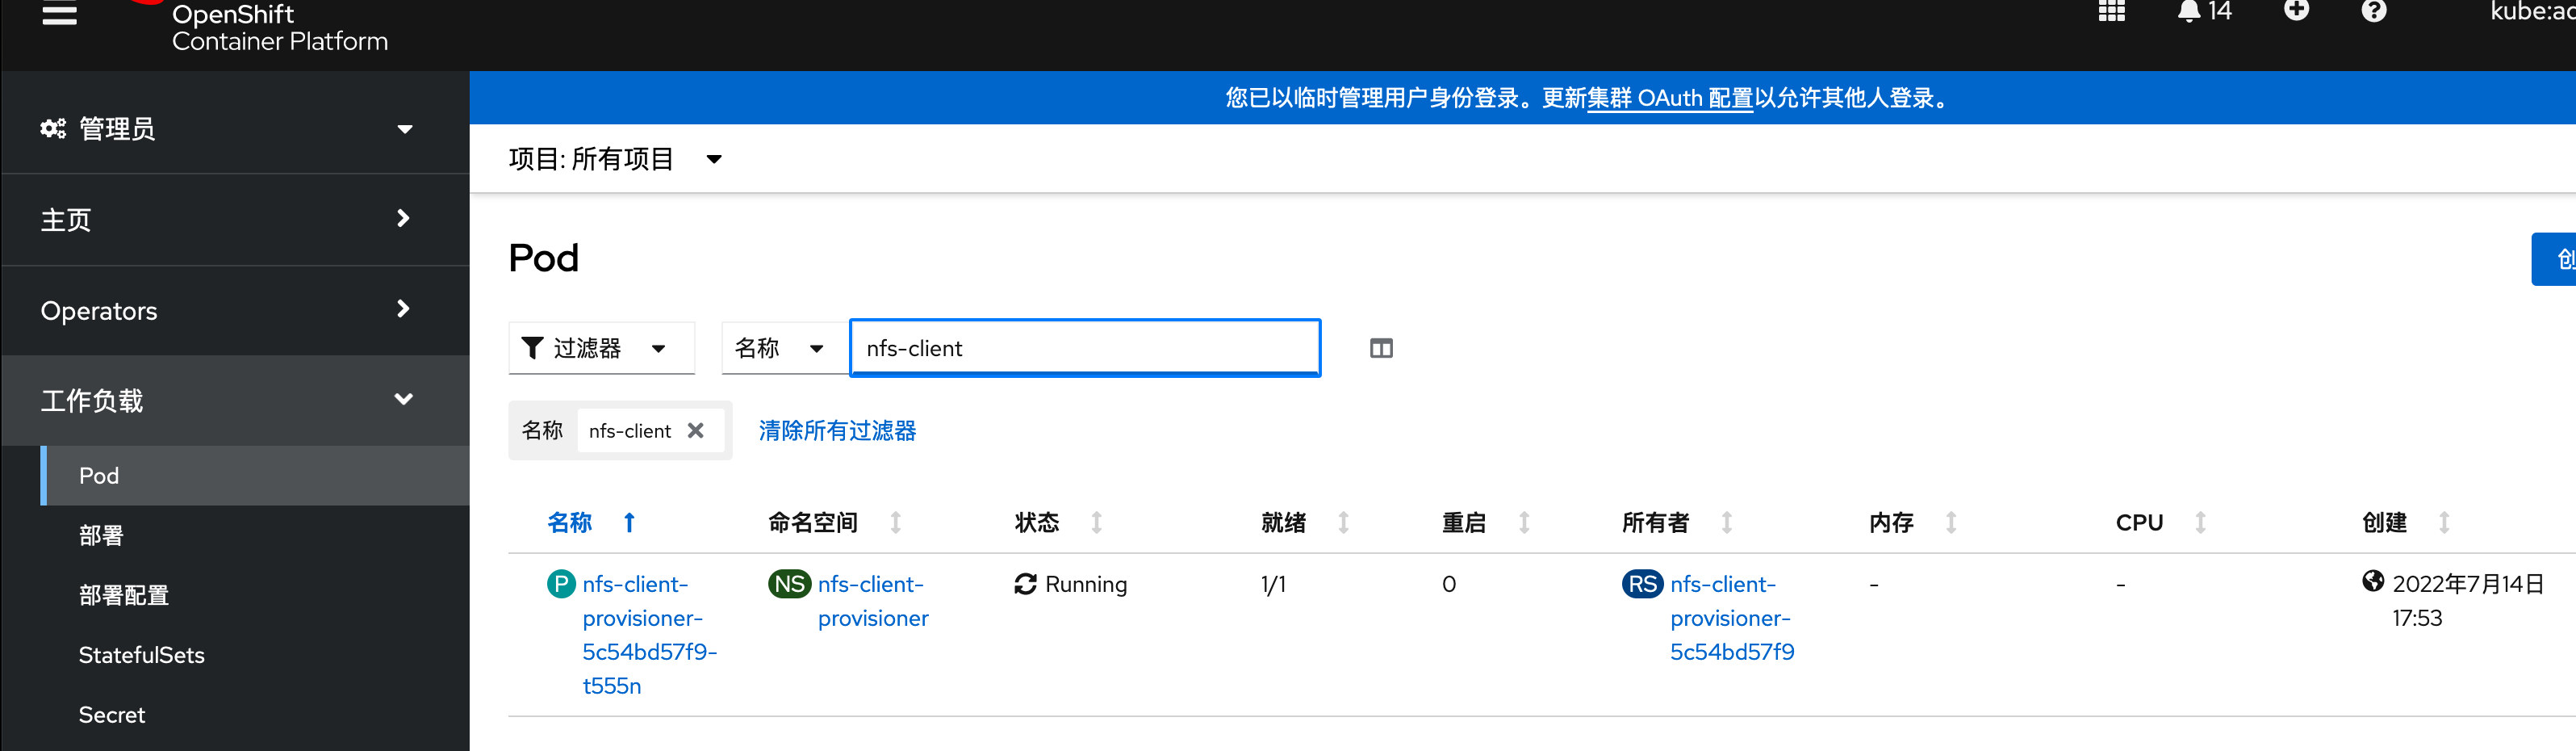 OpenShift
Container Platform
14
kube:ad
管理员
主页
Operators
工作负载
Pod
部署
部署配置
StatefulSets
Secret
您已以临时管理用户身份登录。更新集群 OAuth 配置以允许其他人登录。
项目: 所有项目
Pod
创
过滤器
名称
nfs-client
名称 nfs-client
清除所有过滤器
名称 命名空间 状态 就绪 重启 所有者 内存 CPU 创建
P nfs-client-provisioner-5c54bd57f9-t555n
NS nfs-client-provisioner
Running
1/1
0
RS nfs-client-provisioner-5c54bd57f9
-
-
2022年7月14日 17:53